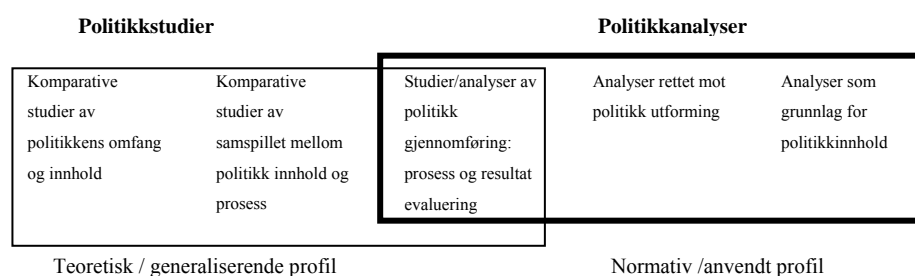 Politikkstudier
Politikkanalyser
Komparative
studier av
politikkens omfang
og innhold
Komparative
studier av
samspillet mellom
politikk innhold og
prosess
Studier/analyser av
politikk
gjennomføring:
prosess og resultat
evaluering
Analyser rettet mot
politikk utforming
Analyser som
grunnlag for
politikkinnhold
Teoretisk / generaliserende profil
Normativ /anvendt profil